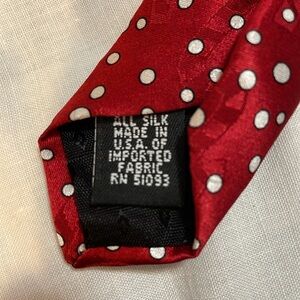 ALL SILK
MADE IN
U.S.A. OF
IMPORTED
FABRIC
RN 51093